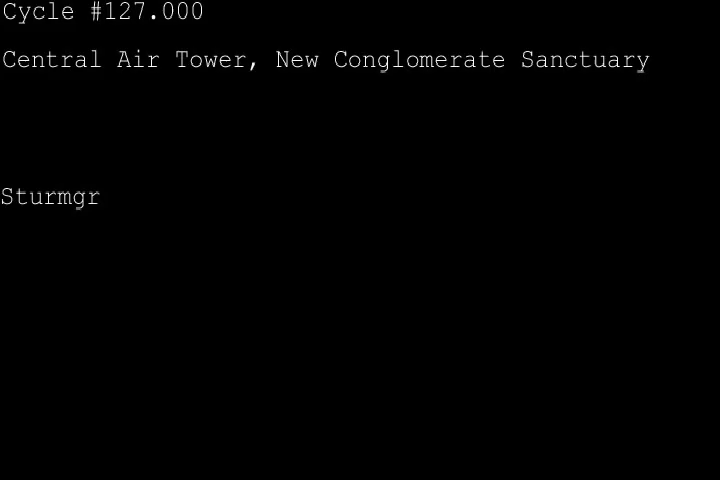 Cycle #127.000
Central Air Tower, New Conglomerate Sanctuary
Sturmgr